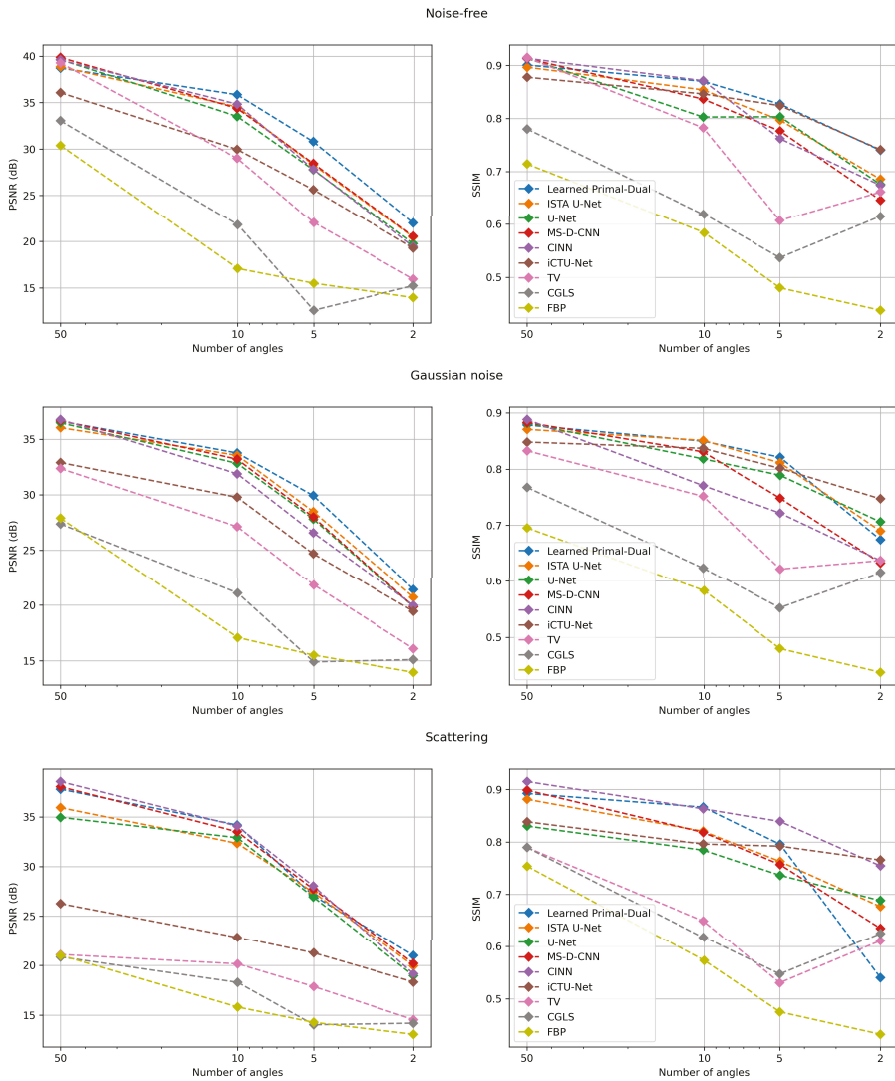 Noise-free
PSNR (dB)
40
35
30
25
20
15
50
10
5
2
Number of angles
SSIM
0.9
0.8
0.7
0.6
0.5
Learned Primal-Dual
ISTA U-Net
U-Net
MS-D-CNN
CINN
iCTU-Net
TV
CGLS
FBP
50
10
5
2
Number of angles
Gaussian noise
PSNR (dB)
35
30
25
20
15
50
10
5
2
Number of angles
SSIM
0.9
0.8
0.7
0.6
0.5
Learned Primal-Dual
ISTA U-Net
U-Net
MS-D-CNN
CINN
iCTU-Net
TV
CGLS
FBP
50
10
5
2
Number of angles
Scattering
PSNR (dB)
35
30
25
20
15
50
10
5
2
Number of angles
SSIM
0.9
0.8
0.7
0.6
0.5
Learned Primal-Dual
ISTA U-Net
U-Net
MS-D-CNN
CINN
iCTU-Net
TV
CGLS
FBP
50
10
5
2
Number of angles